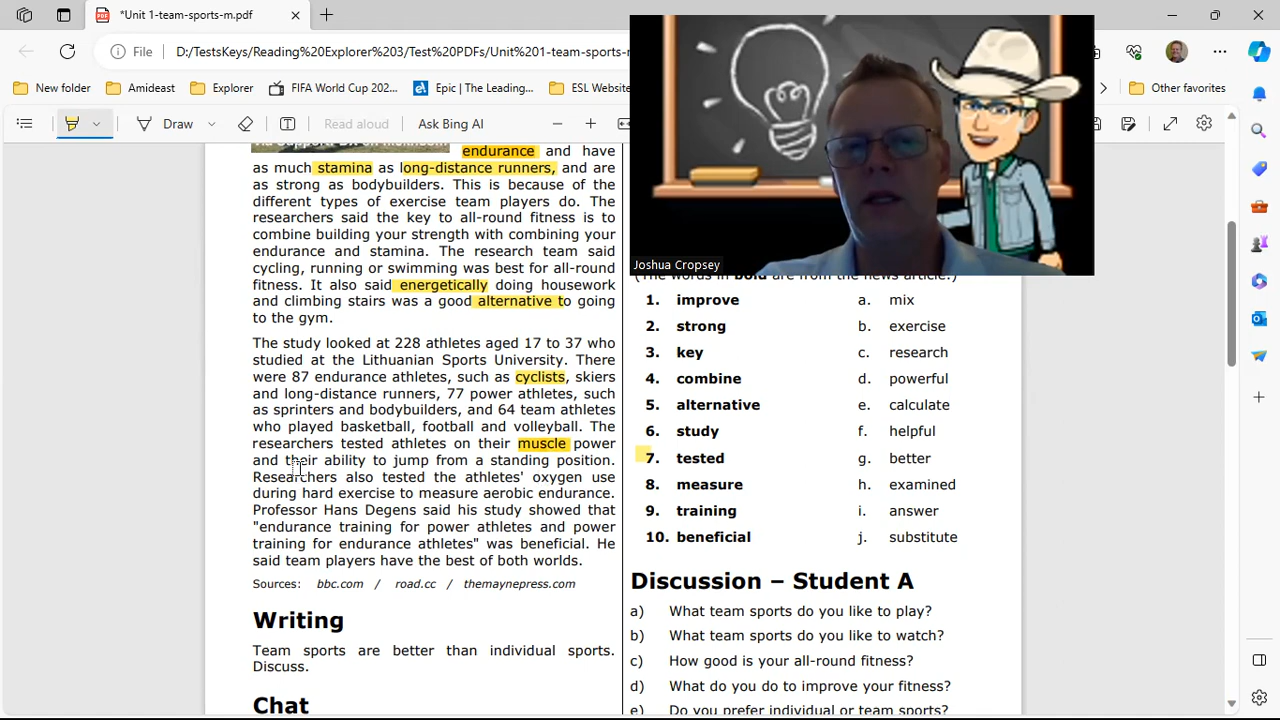 *Unit 1-team-sports-m.pdf
File
D:/TestsKeys/Reading%20Explorer%203/Test%20PDFs/Unit%201-team-sports-m
New folder
Amideast
Explorer
FIFA World Cup 202...
Epic | The Leading...
ESL Website
Other favorites
Draw
Read aloud
Ask Bing AI
Joshua Cropsey
endurance and have
as much stamina as long-distance runners, and are
as strong as bodybuilders. This is because of the
different types of exercise team players do. The
researchers said the key to all-round fitness is to
combine building your strength with combining your
endurance and stamina. The research team said
cycling, running or swimming was best for all-round
fitness. It also said energetically doing housework
and climbing stairs was a good alternative to going
to the gym.
The study looked at 228 athletes aged 17 to 37 who
studied at the Lithuanian Sports University. There
were 87 endurance athletes, such as cyclists, skiers
and long-distance runners, 77 power athletes, such
as sprinters and bodybuilders, and 64 team athletes
who played basketball, football and volleyball. The
researchers tested athletes on their muscle power
and their ability to jump from a standing position.
Researchers also tested the athletes' oxygen use
during hard exercise to measure aerobic endurance.
Professor Hans Degens said his study showed that
"endurance training for power athletes and power
training for endurance athletes" was beneficial. He
said team players have the best of both worlds.
Sources: bbc.com / road.cc / themaynepress.com
Writing
Team sports are better than individual sports.
Discuss.
Chat
(The words in bold are from the news article.)
1. improve a. mix
2. strong b. exercise
3. key c. research
4. combine d. powerful
5. alternative e. calculate
6. study f. helpful
7. tested g. better
8. measure h. examined
9. training i. answer
10. beneficial j. substitute
Discussion – Student A
a) What team sports do you like to play?
b) What team sports do you like to watch?
c) How good is your all-round fitness?
d) What do you do to improve your fitness?
e) Do you prefer individual or team sports?